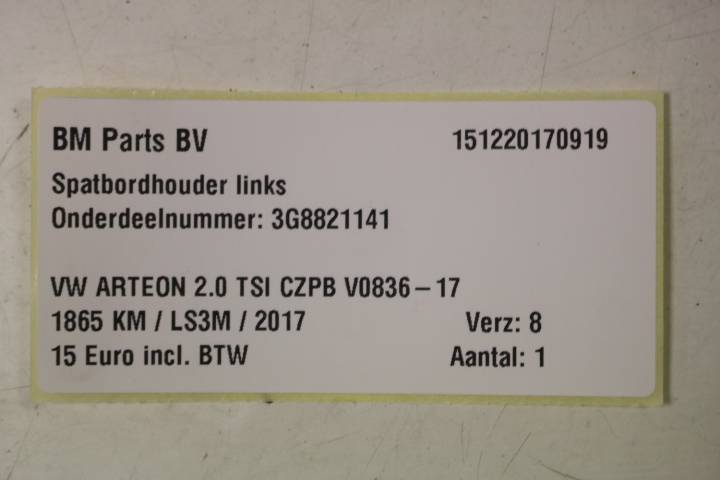 BM Parts BV 151220170919
Spatbordhouder links
Onderdeelnummer: 3G8821141
VW ARTEON 2.0 TSI CZPB V0836-17
1865 KM / LS3M / 2017 Verz: 8
15 Euro incl. BTW Aantal: 1